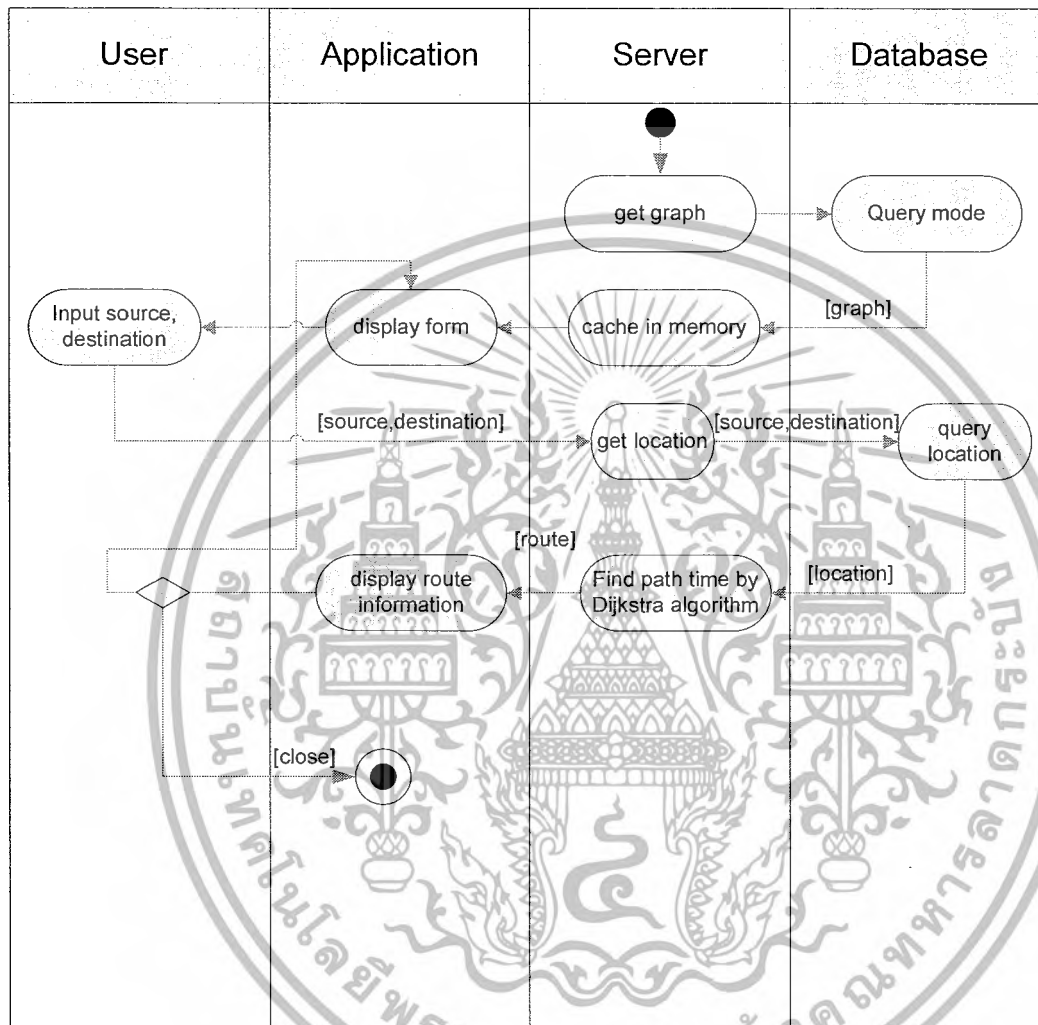 User
Application
Server
Database
get graph
Query mode
[graph]
Input source,
destination
display form
cache in memory
[source,destination]
get location
[source,destination]
query
location
[route]
[location]
display route
information
Find path time by
Dijkstra algorithm
[close]